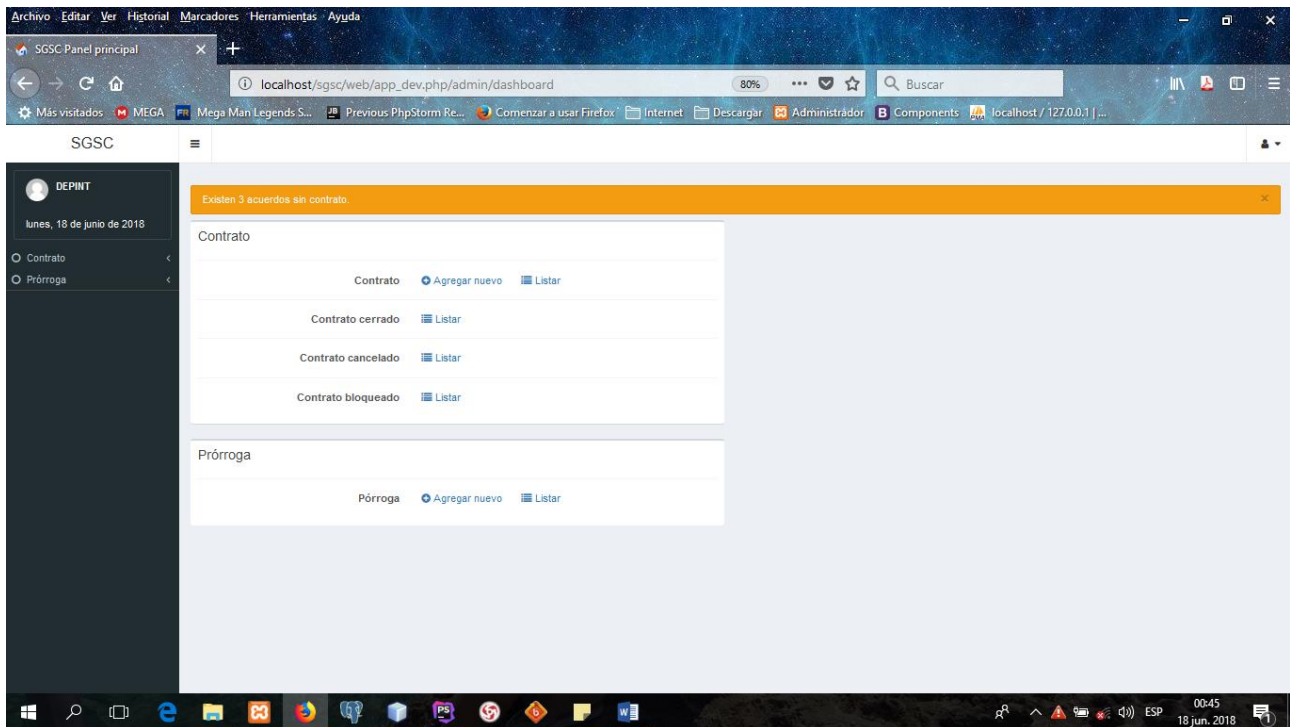 Archivo Editar Ver Historial Marcadores Herramientas Ayuda
SGSC Panel principal
localhost/sgsc/web/app_dev.php/admin/dashboard
80%
Buscar
Más visitados
MEGA
Mega Man Legends S...
Previous PhpStorm Re...
Comenzar a usar Firefox
Internet
Descargar
Administrador
Components
localhost / 127.0.0.1 | ...
SGSC
DEPINT
lunes, 18 de junio de 2018
Contrato
Prórroga
Existen 3 acuerdos sin contrato.
Contrato
Contrato Agregar nuevo Listar
Contrato cerrado Listar
Contrato cancelado Listar
Contrato bloqueado Listar
Prórroga
Pórroga Agregar nuevo Listar
ESP
00:45
18 jun. 2018